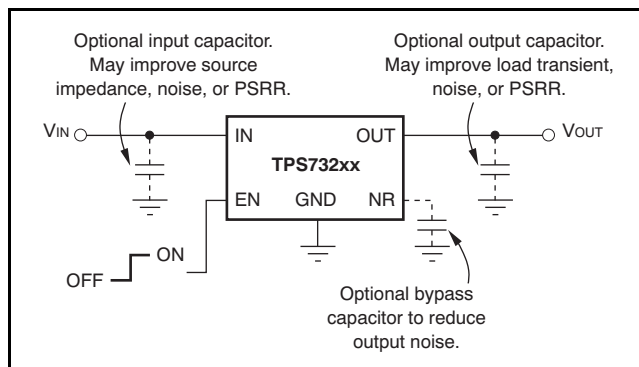 Optional input capacitor.
May improve source
impedance, noise, or PSRR.
Optional output capacitor.
May improve load transient,
noise, or PSRR.
VIN
IN
OUT
VOUT
TPS732xx
EN
GND
NR
OFF
ON
Optional bypass
capacitor to reduce
output noise.